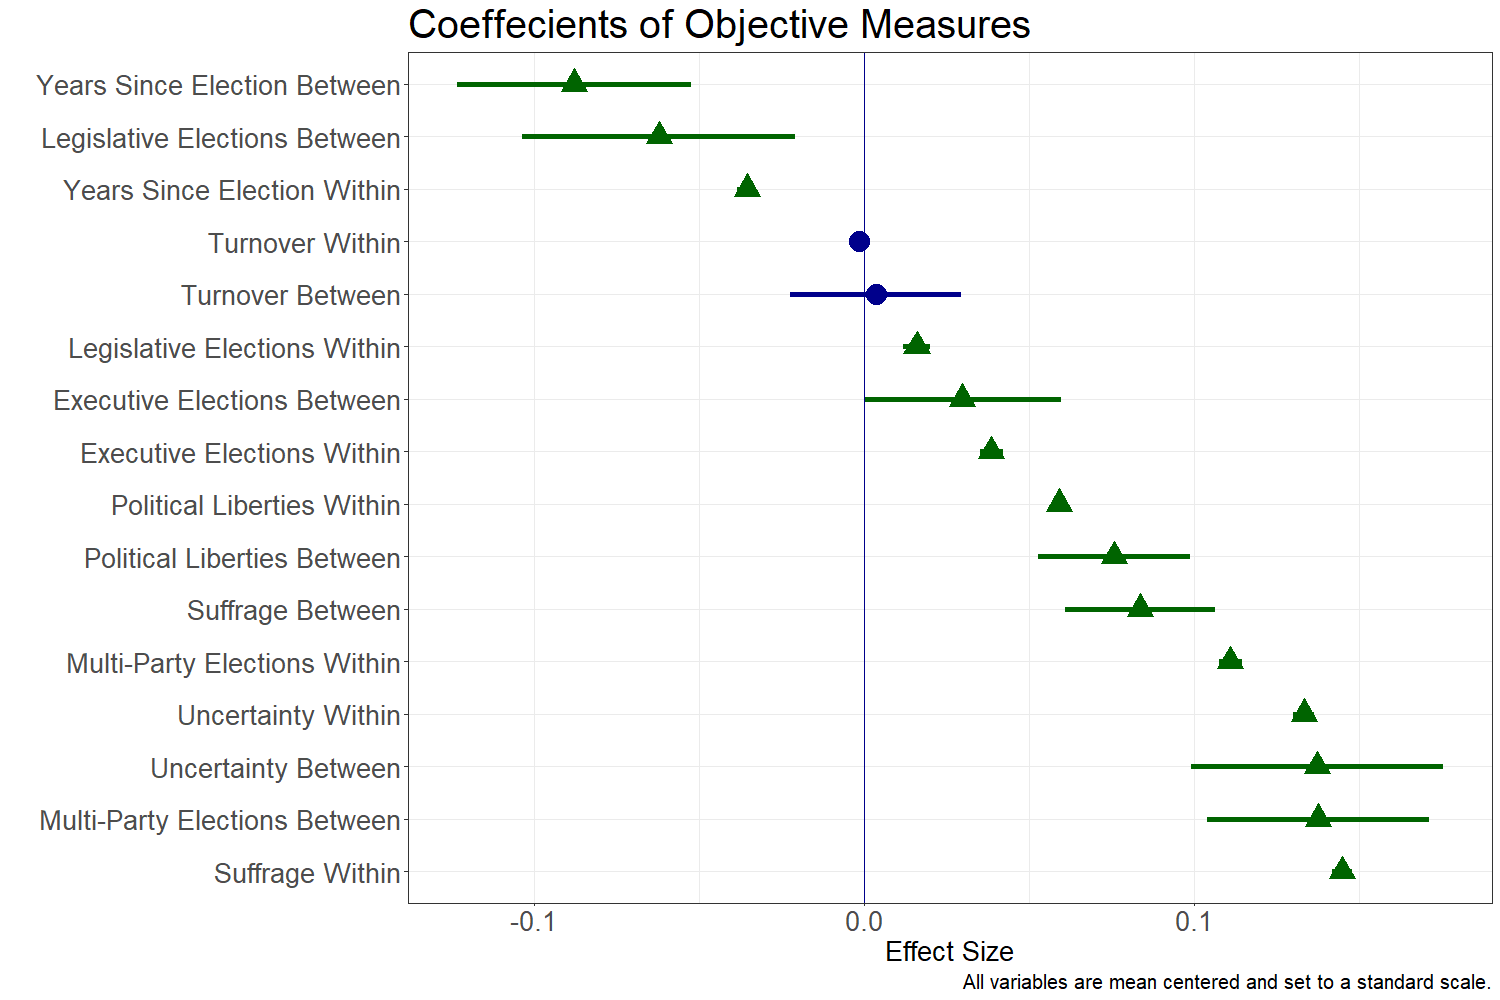 Coeffecients of Objective Measures
Years Since Election Between
Legislative Elections Between
Years Since Election Within
Turnover Within
Turnover Between
Legislative Elections Within
Executive Elections Between
Executive Elections Within
Political Liberties Within
Political Liberties Between
Suffrage Between
Multi-Party Elections Within
Uncertainty Within
Uncertainty Between
Multi-Party Elections Between
Suffrage Within
-0.1 0.0 0.1
Effect Size
All variables are mean centered and set to a standard scale.